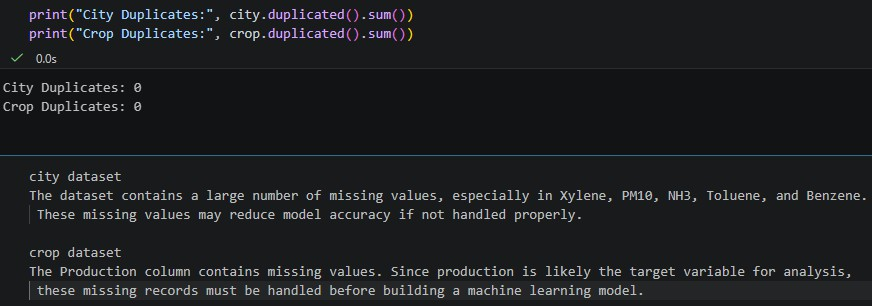 print("City Duplicates:", city.duplicated().sum())
print("Crop Duplicates:", crop.duplicated().sum())
0.0s
City Duplicates: 0
Crop Duplicates: 0
city dataset
The dataset contains a large number of missing values, especially in Xylene, PM10, NH3, Toluene, and Benzene.
These missing values may reduce model accuracy if not handled properly.
crop dataset
The Production column contains missing values. Since production is likely the target variable for analysis,
these missing records must be handled before building a machine learning model.